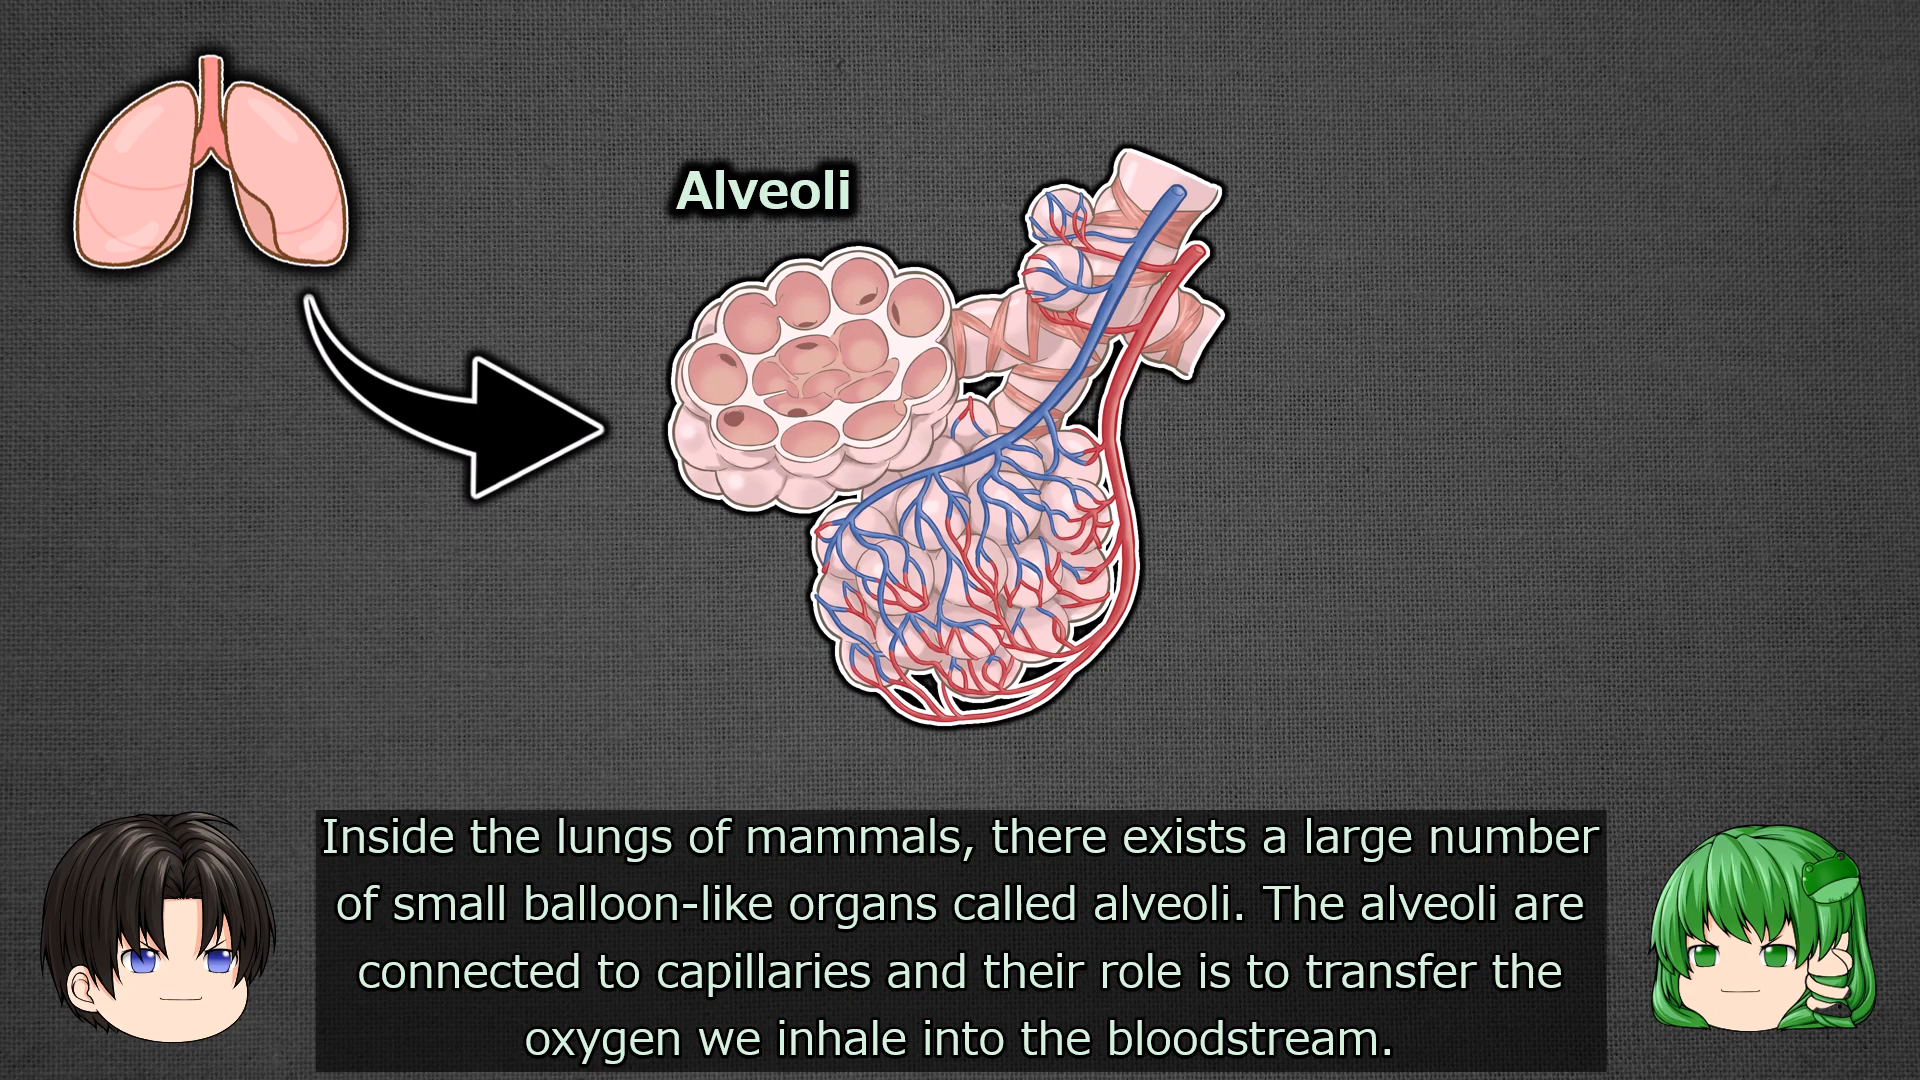 Alveoli
Inside the lungs of mammals, there exists a large number
of small balloon-like organs called alveoli. The alveoli are
connected to capillaries and their role is to transfer the
oxygen we inhale into the bloodstream.